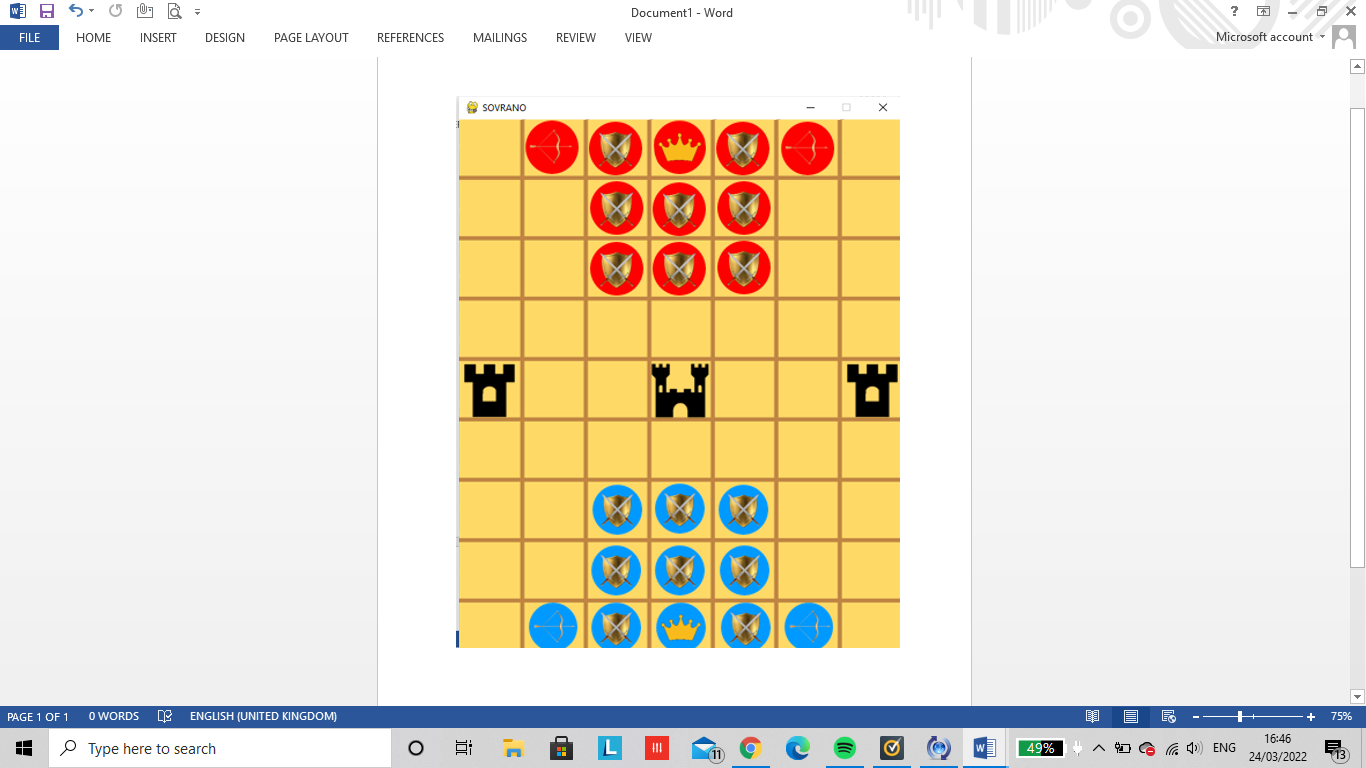 Document1 - Word
?
FILE HOME INSERT DESIGN PAGE LAYOUT REFERENCES MAILINGS REVIEW VIEW
Microsoft account
SOVRANO
PAGE 1 OF 1 0 WORDS ENGLISH (UNITED KINGDOM) 75%
Type here to search
L
11
49%
ENG
16:46
24/03/2022
13